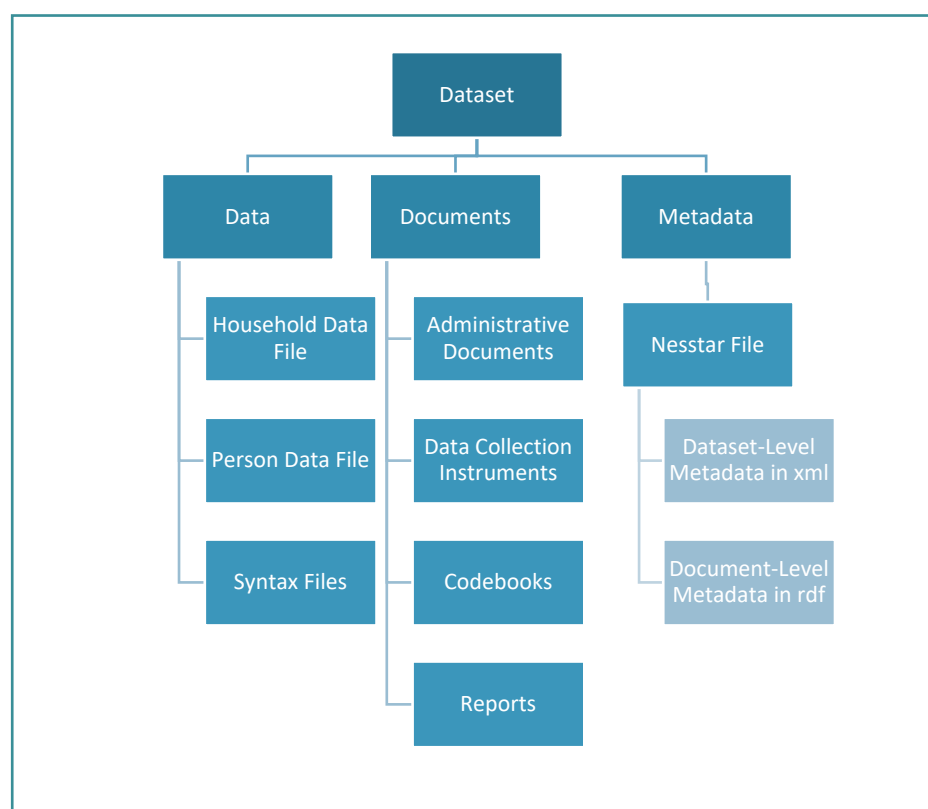 Dataset
Data
Documents
Metadata
Household Data
File
Administrative
Documents
Nesstar File
Person Data File
Data Collection
Instruments
Dataset-Level
Metadata in xml
Syntax Files
Codebooks
Document-Level
Metadata in rdf
Reports